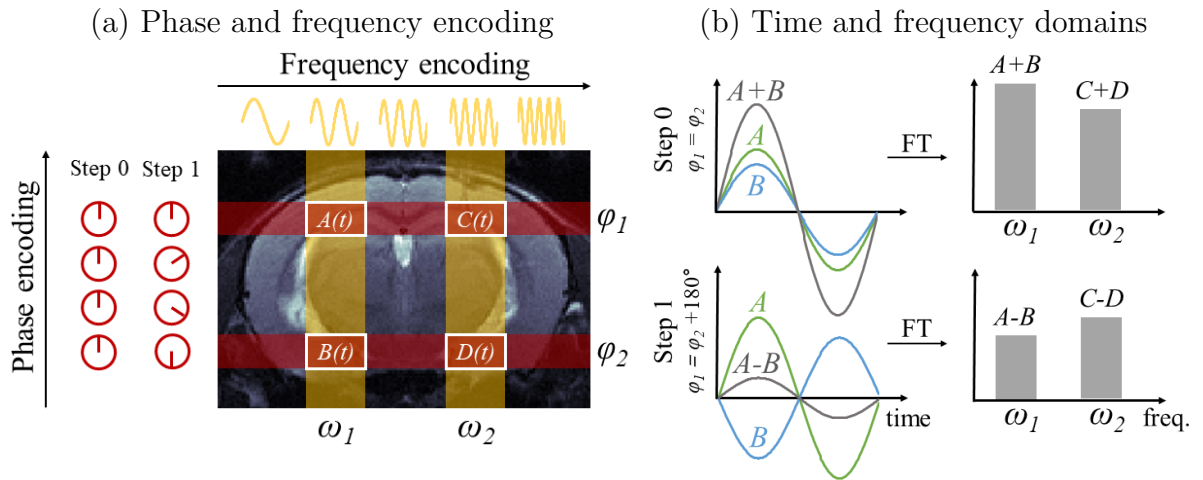 (a) Phase and frequency encoding
Frequency encoding
Phase encoding
Step 0 Step 1
A(t) C(t) φ1
B(t) D(t) φ2
ω1 ω2
(b) Time and frequency domains
Step 0
φ1 = φ2
A+B
A
B
FT
A+B
C+D
ω1 ω2
Step 1
φ1 = φ2 +180°
A
A-B
B
time
FT
A-B
C-D
ω1 ω2 freq.